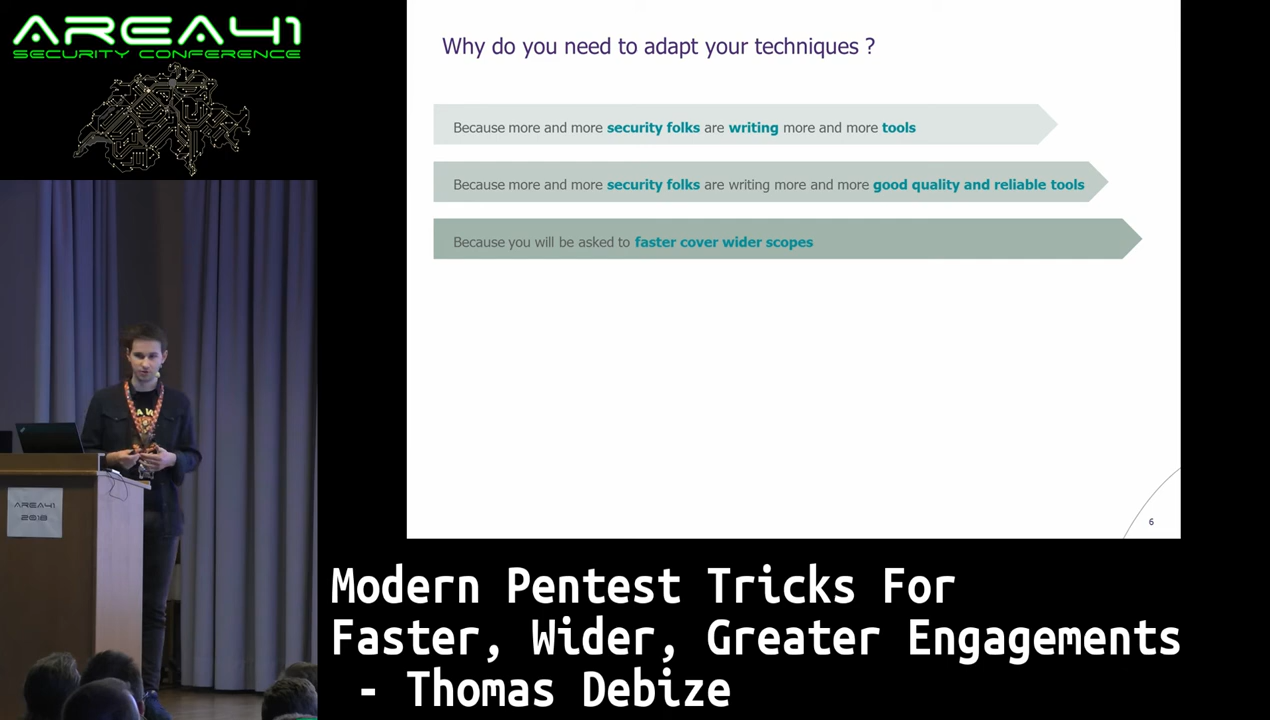 AREA41
SECURITY CONFERENCE
Why do you need to adapt your techniques ?
Because more and more security folks are writing more and more tools
Because more and more security folks are writing more and more good quality and reliable tools
Because you will be asked to faster cover wider scopes
6
AREA41
2018
Modern Pentest Tricks For
Faster, Wider, Greater Engagements
- Thomas Debize